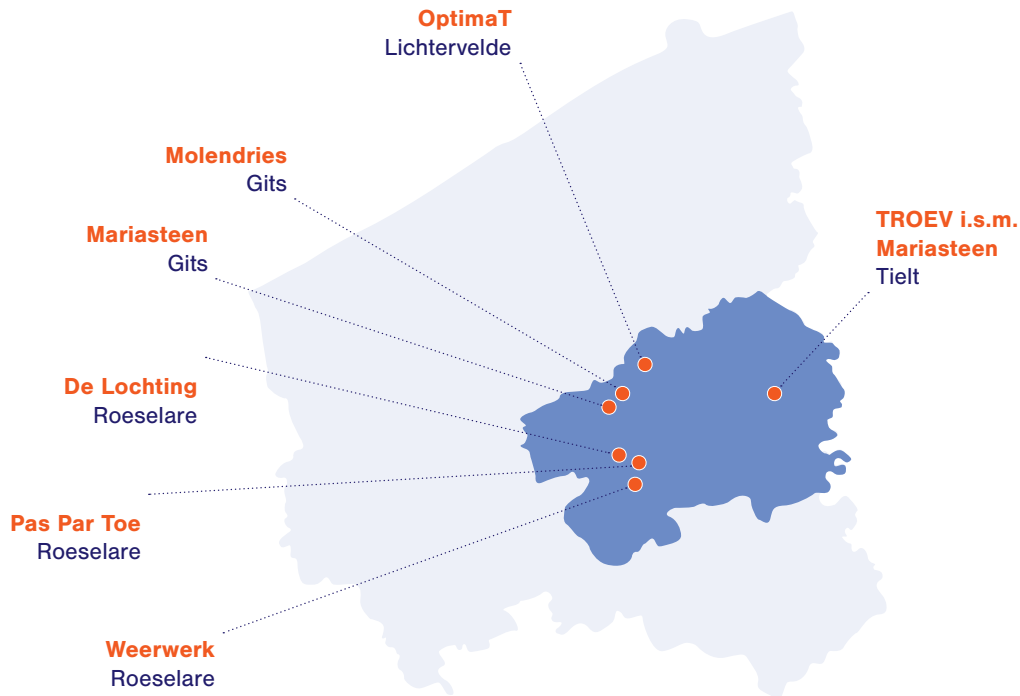 OptimaT
Lichtervelde
Molendries
Gits
Mariasteen
Gits
TROEV i.s.m.
Mariasteen
Tielt
De Lochting
Roeselare
Pas Par Toe
Roeselare
Weerwerk
Roeselare